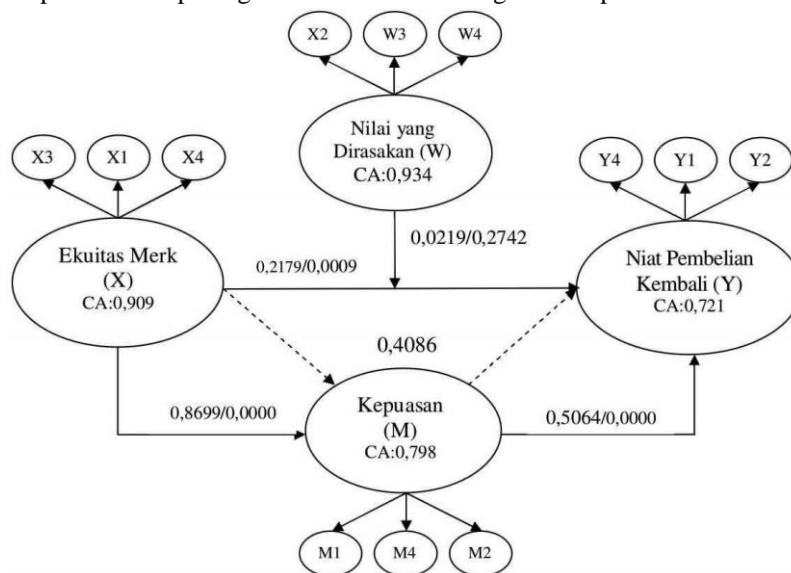 X2
W3
W4
Nilai yang
Dirasakan (W)
CA:0,934
X3
X1
X4
Y4
Y1
Y2
Ekuitas Merk
(X)
CA:0,909
0,2179/0,0009
0,0219/0,2742
Niat Pembelian
Kembali (Y)
CA:0,721
0,4086
0,8699/0,0000
Kepuasan
(M)
CA:0,798
0,5064/0,0000
M1
M4
M2